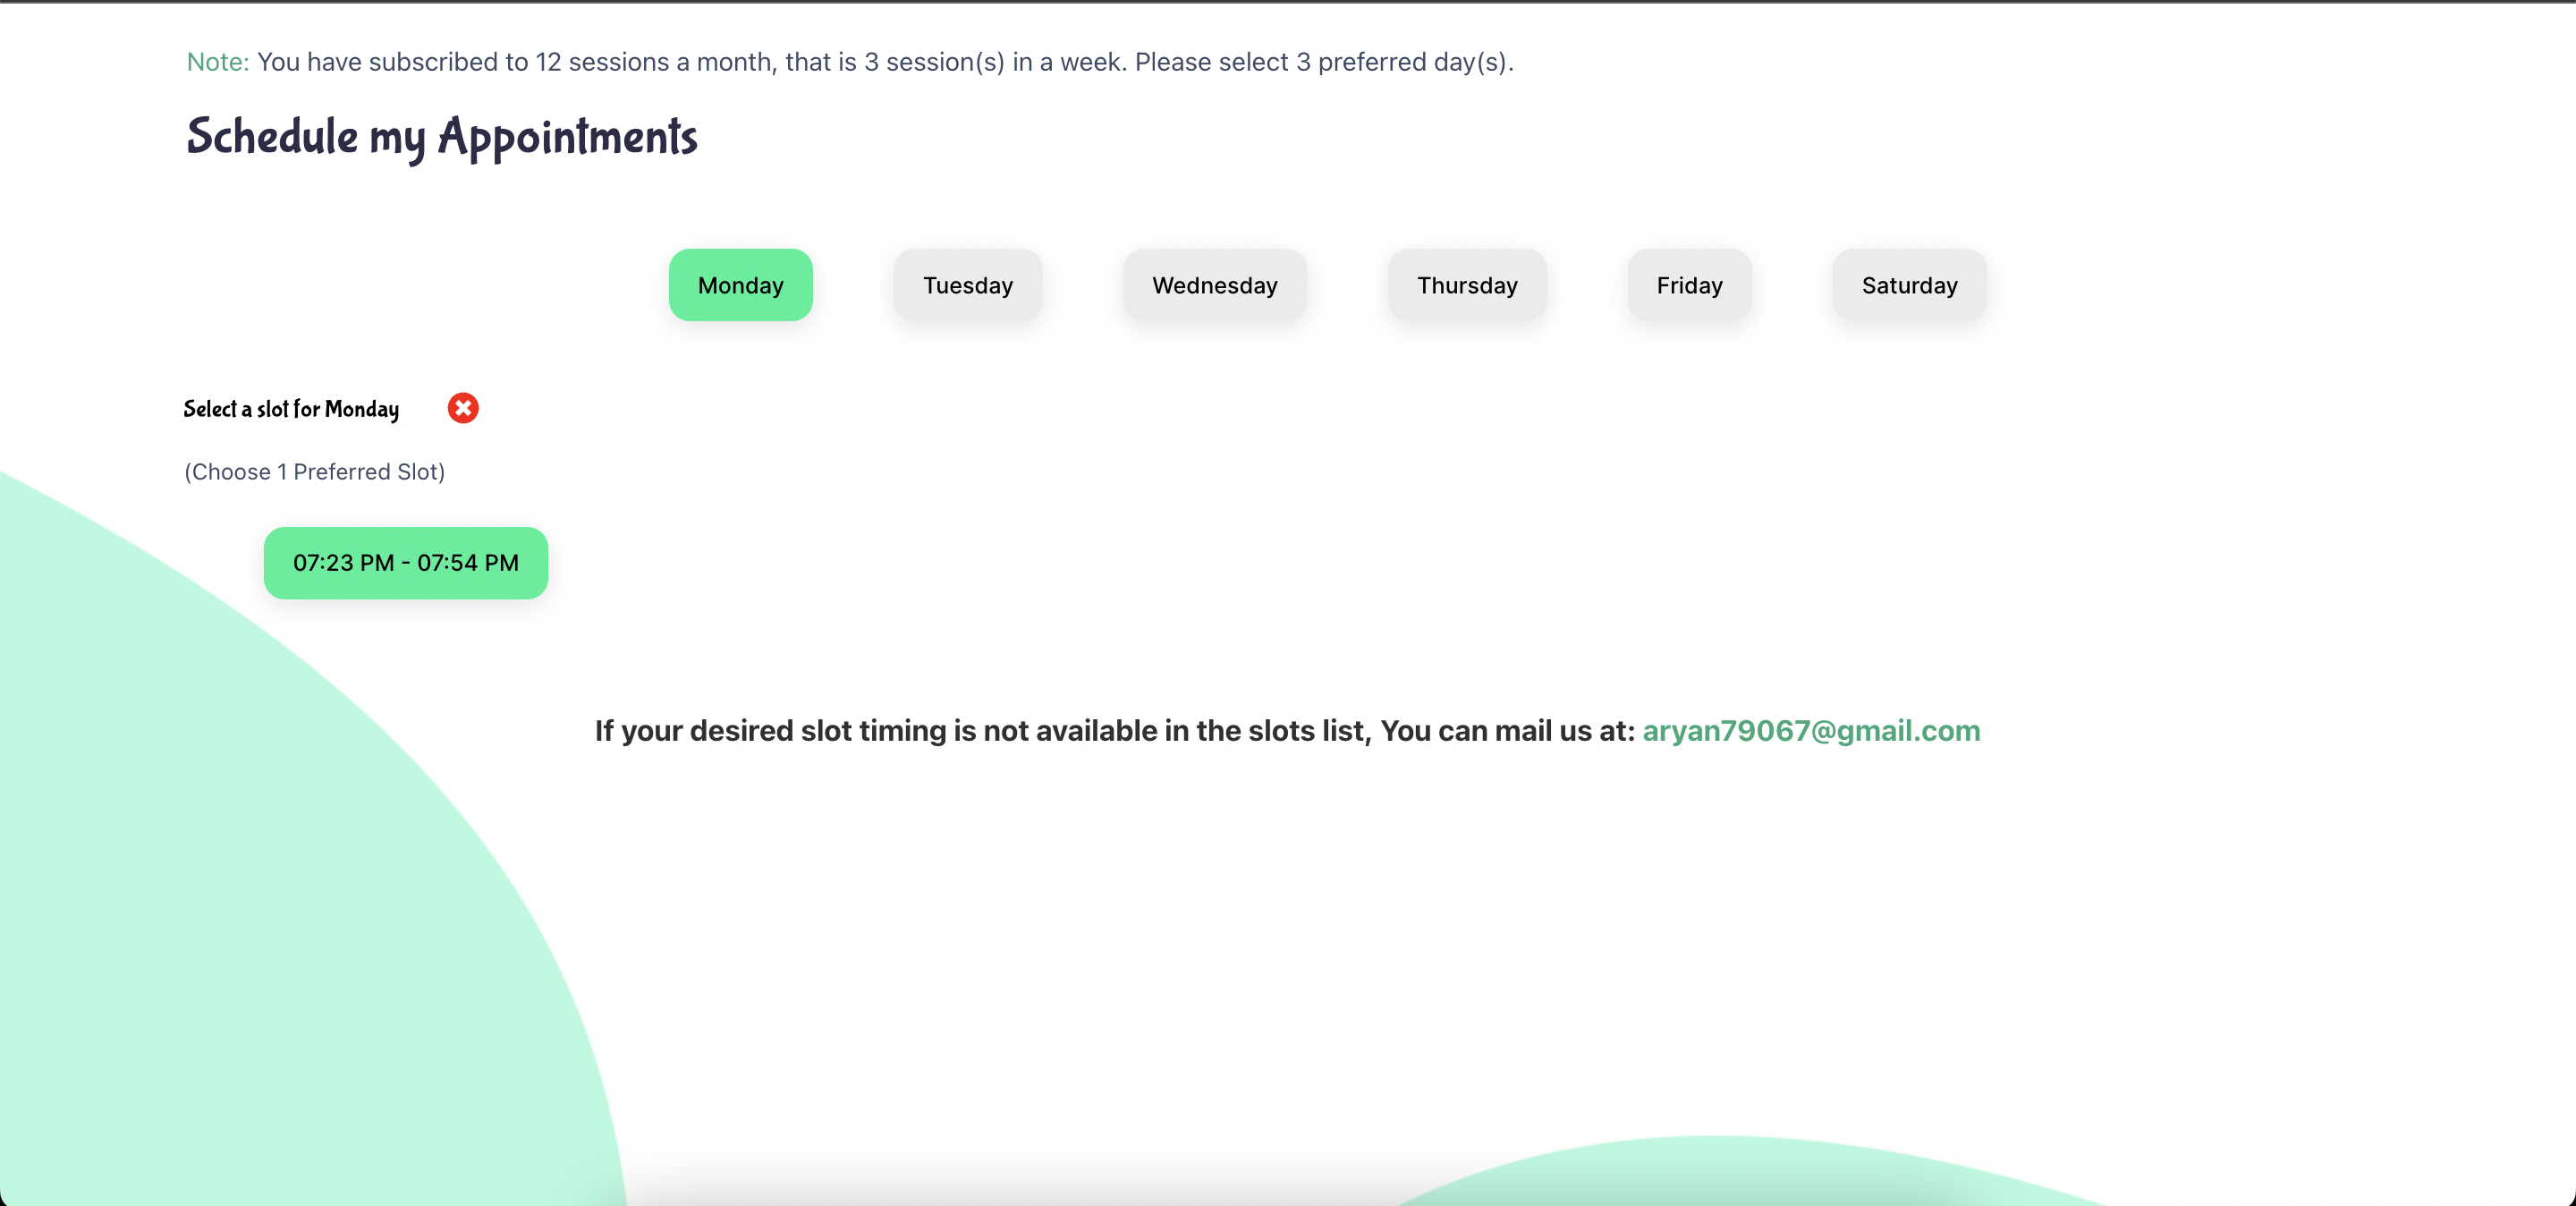 Note: You have subscribed to 12 sessions a month, that is 3 session(s) in a week. Please select 3 preferred day(s).
Schedule my Appointments
Monday Tuesday Wednesday Thursday Friday Saturday
Select a slot for Monday
(Choose 1 Preferred Slot)
07:23 PM - 07:54 PM
If your desired slot timing is not available in the slots list, You can mail us at: aryan79067@gmail.com